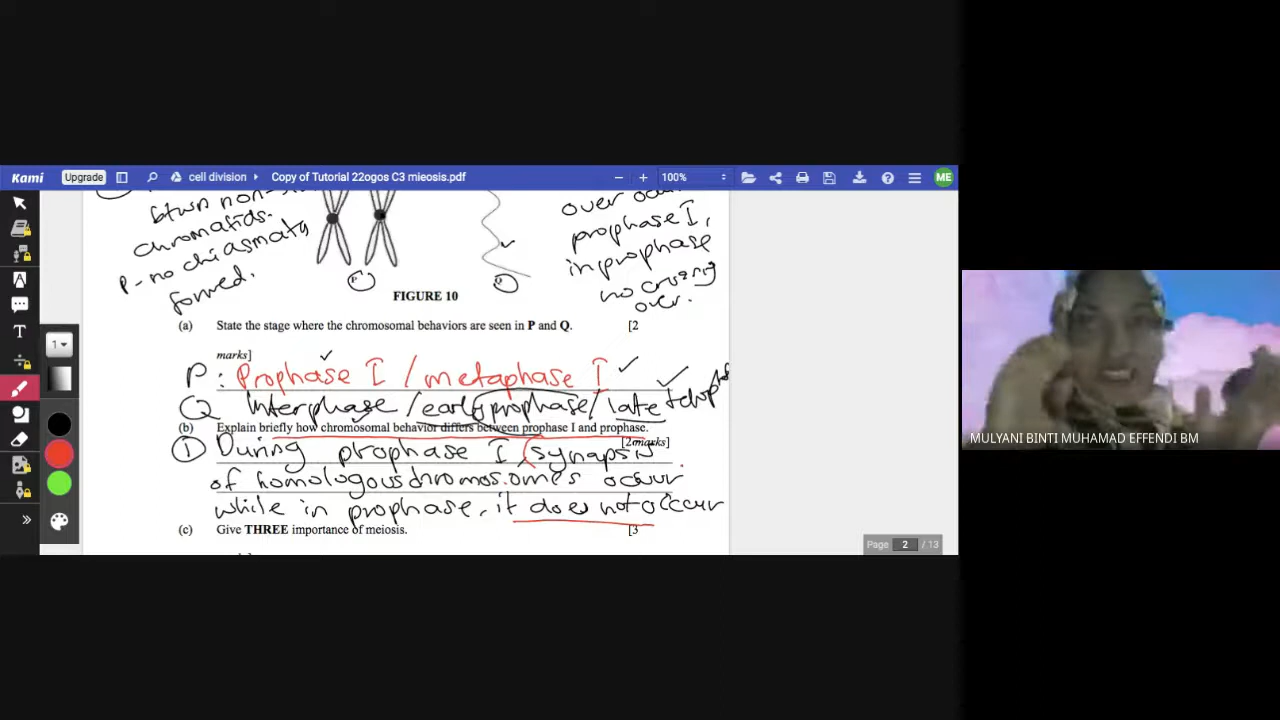 Kami Upgrade cell division Copy of Tutorial 22ogos C3 mieosis.pdf 100% ME
btwn non-
chromatids.
P - no chiasmata
formed.
over
prophase I,
in prophase
no crossing
over.
FIGURE 10
(a) State the stage where the chromosomal behaviors are seen in P and Q. [2
marks]
P : Prophase I / metaphase I
Q Interphase / early prophase / late
(b) Explain briefly how chromosomal behavior differs between prophase I and prophase.
[2marks]
① During prophase I, synapsis
of homologous chromosomes occur
while in prophase, it does not occur
(c) Give THREE importance of meiosis. [3
1
Page 2 / 13
MULYANI BINTI MUHAMAD EFFENDI BM